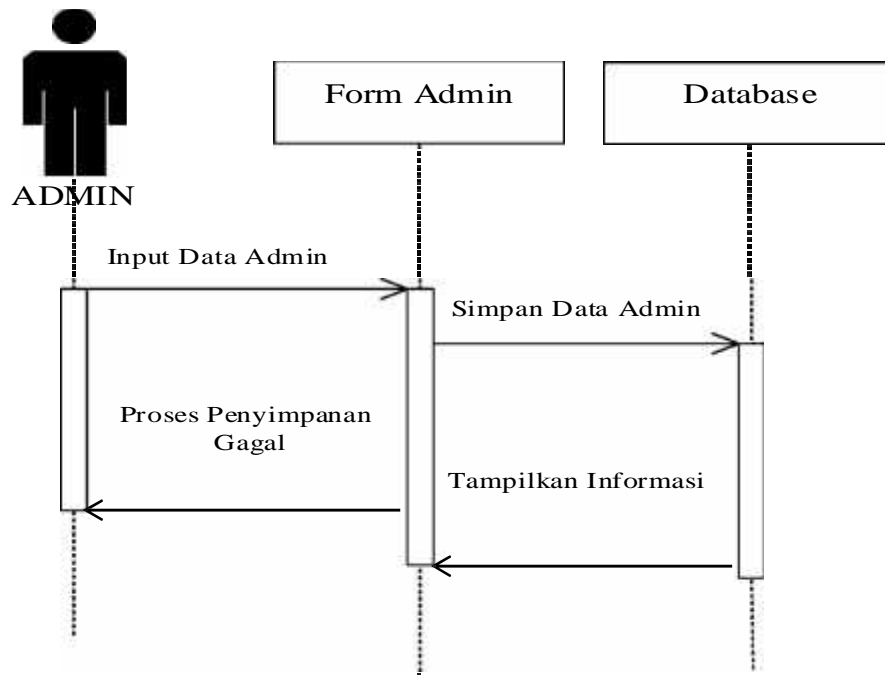 Form Admin
Database
ADMIN
Input Data Admin
Simpan Data Admin
Proses Penyimpanan
Gagal
Tampilkan Informasi